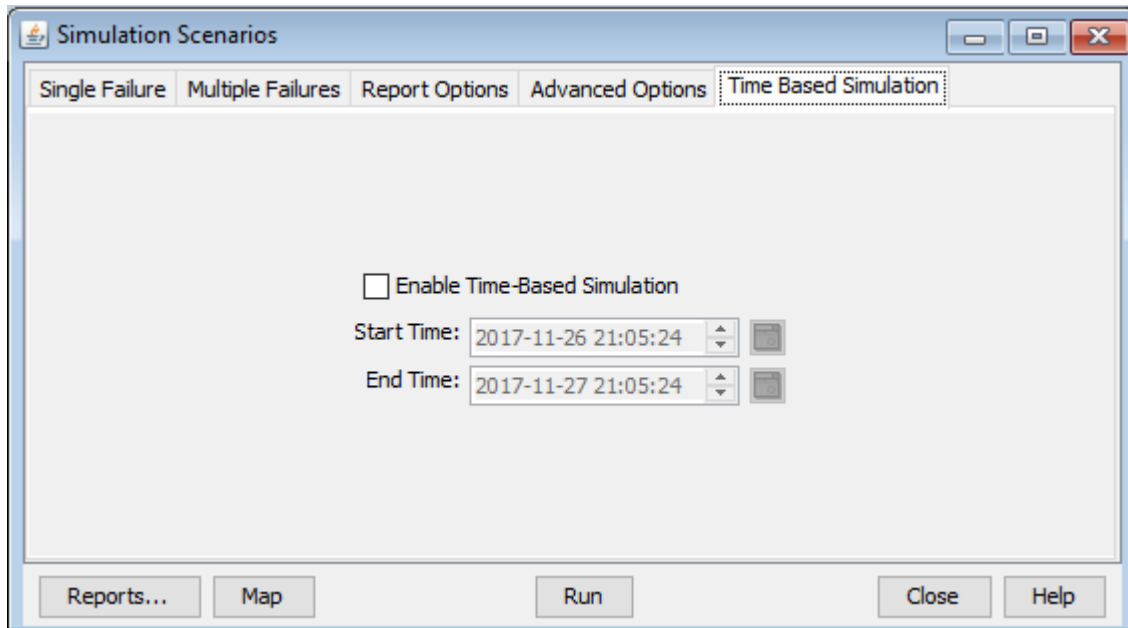 Simulation Scenarios
Single Failure Multiple Failures Report Options Advanced Options Time Based Simulation
Enable Time-Based Simulation
Start Time: 2017-11-26 21:05:24
End Time: 2017-11-27 21:05:24
Reports... Map Run Close Help